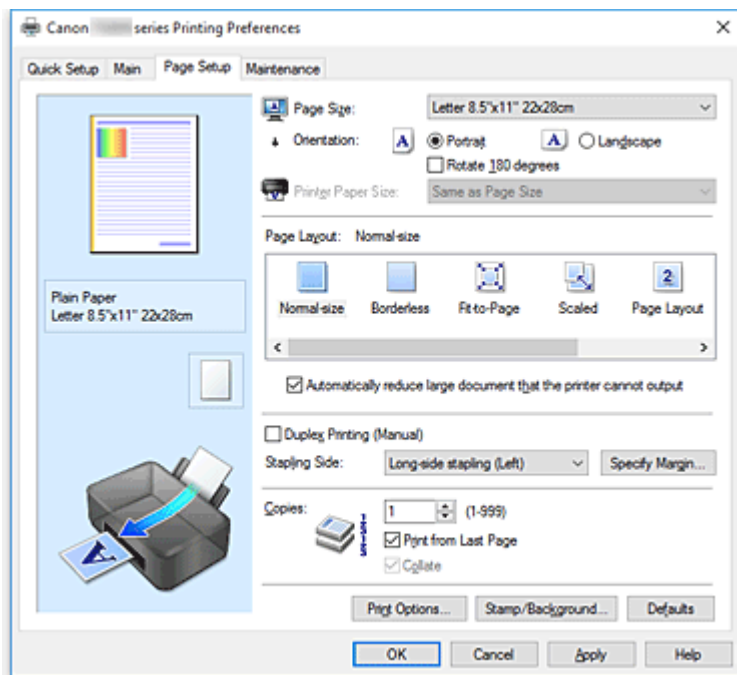 Canon series Printing Preferences
Quick Setup Main Page Setup Maintenance
Page Size: Letter 8.5"x11" 22x28cm
Orientation: A Portrait A Landscape
Rotate 180 degrees
Printer Paper Size: Same as Page Size
Page Layout: Normal-size
2
Normal-size Borderless Fit-to-Page Scaled Page Layout
Plain Paper
Letter 8.5"x11" 22x28cm
Automatically reduce large document that the printer cannot output
Duplex Printing (Manual)
Stapling Side: Long-side stapling (Left) Specify Margin...
Copies: 1 (1-999)
Print from Last Page
Collate
A
Print Options... Stamp/Background... Defaults
OK Cancel Apply Help